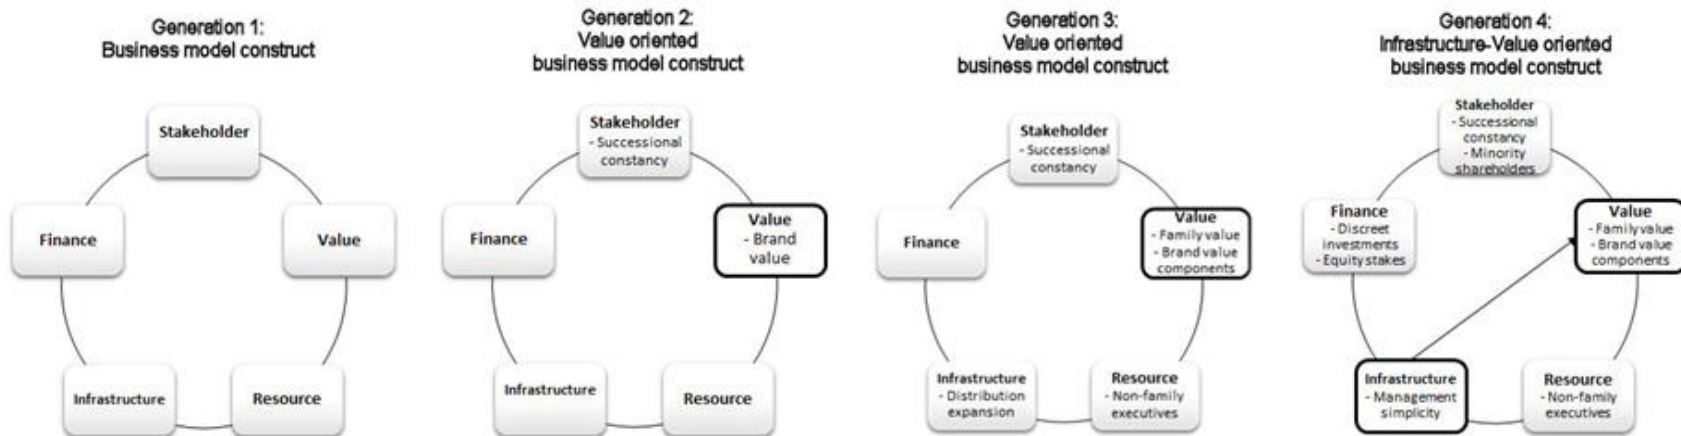 Generation 1:
Business model construct
Stakeholder
Finance
Value
Infrastructure
Resource
Generation 2:
Value oriented
business model construct
Stakeholder
- Successional
constancy
Finance
Value
- Brand
value
Infrastructure
Resource
Generation 3:
Value oriented
business model construct
Stakeholder
- Successional
constancy
Finance
Value
- Family value
- Brand value
components
Infrastructure
- Distribution
expansion
Resource
- Non-family
executives
Generation 4:
Infrastructure-Value oriented
business model construct
Stakeholder
- Successional
constancy
- Minority
shareholders
Finance
- Discreet
investments
- Equity stakes
Value
- Family value
- Brand value
components
Infrastructure
- Management
simplicity
Resource
- Non-family
executives